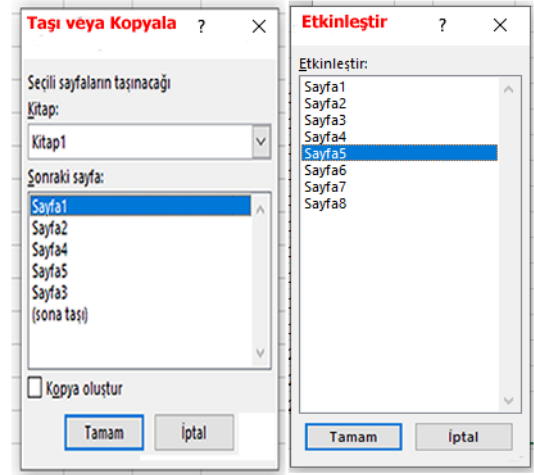 Taşı veya Kopyala ?
Seçili sayfaların taşınacağı
Kitap:
Kitap1
Sonraki sayfa:
Sayfa1
Sayfa2
Sayfa4
Sayfa5
Sayfa3
(sona taşı)
Kopya oluştur
Tamam İptal
Etkinleştir ?
Etkinleştir:
Sayfa1
Sayfa2
Sayfa3
Sayfa4
Sayfa5
Sayfa6
Sayfa7
Sayfa8
Tamam İptal